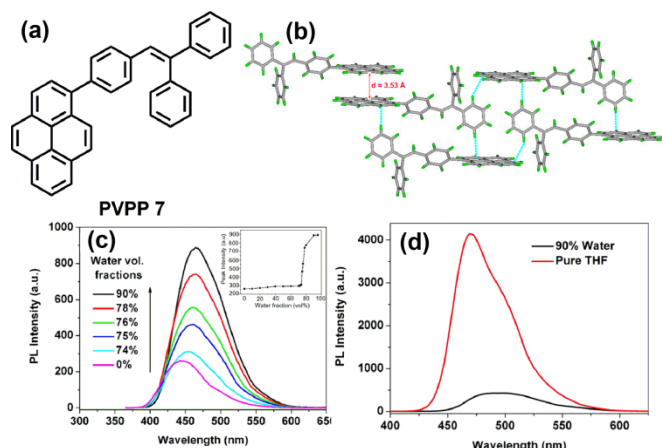 (a)
(b)
d = 3.53 Å
PVPP 7
(c)
(d)
PL Intensity (a.u.)
1000
800
600
400
200
0
Water vol.
fractions
90%
78%
76%
75%
74%
0%
Peak Intensity (a.u)
900
800
700
600
500
400
300
200
0 20 40 60 80 100
Water fraction (vol%)
300 350 400 450 500 550 600 650
Wavelength (nm)
PL Intensity (a.u.)
4000
3000
2000
1000
0
90% Water
Pure THF
400 450 500 550 600
Wavelength (nm)